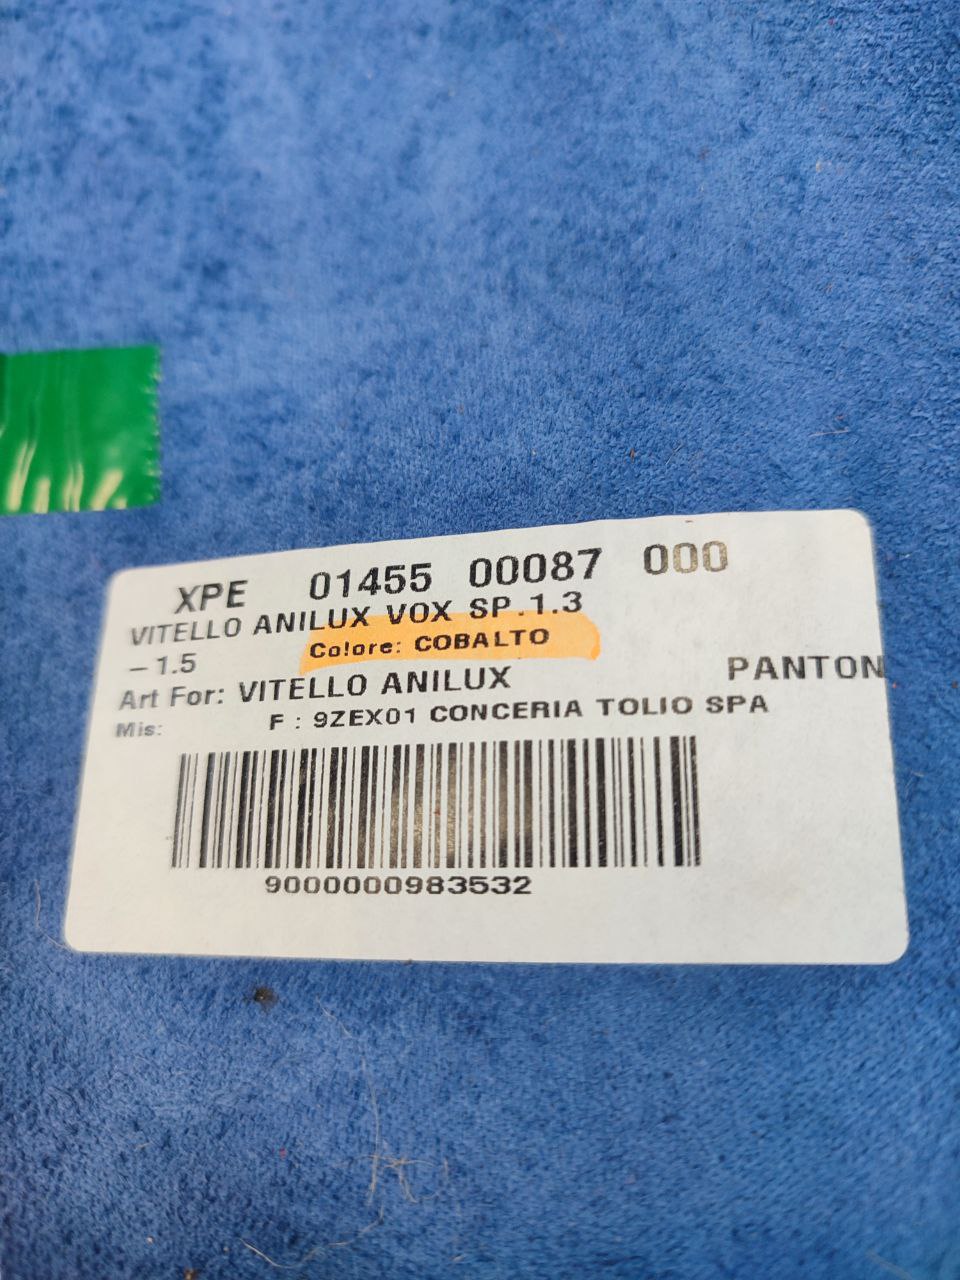 XPE 01455 00087 000
VITELLO ANILUX VOX SP.1.3
-1.5
Colore: COBALTO
Art For: VITELLO ANILUX PANTON
Mis: F : 9ZEX01 CONCERIA TOLIO SPA
9000000983532